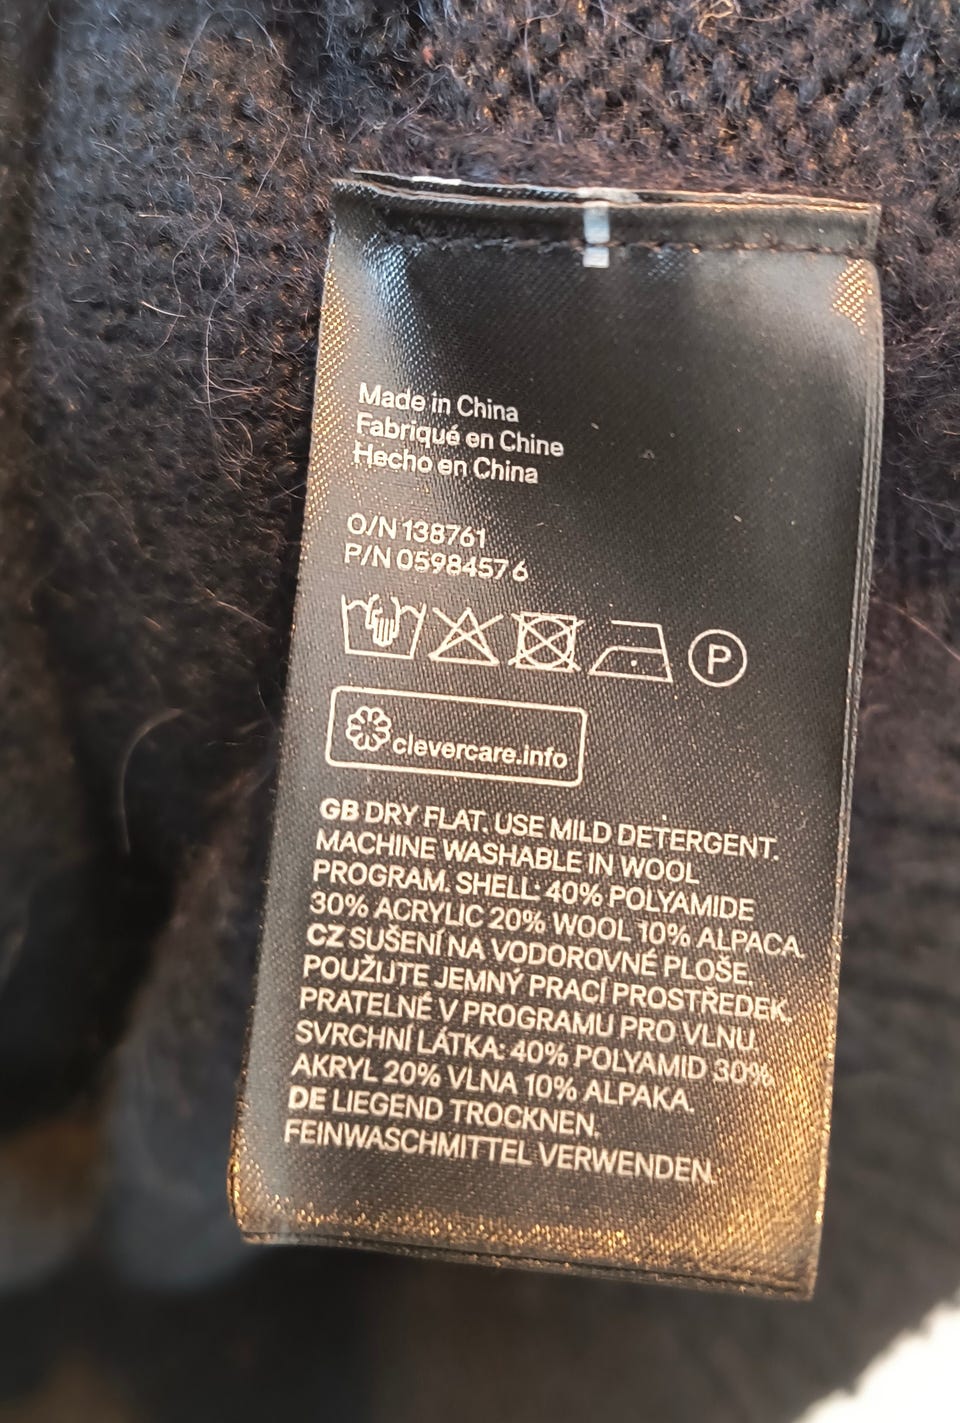 Made in China
Fabriqué en Chine
Hecho en China
O/N 138761
P/N 05984576
P
clevercare.info
GB DRY FLAT. USE MILD DETERGENT.
MACHINE WASHABLE IN WOOL
PROGRAM. SHELL: 40% POLYAMIDE
30% ACRYLIC 20% WOOL 10% ALPACA.
CZ SUŠENÍ NA VODOROVNÉ PLOŠE.
POUŽIJTE JEMNÝ PRACÍ PROSTŘEDEK.
PRATELNÉ V PROGRAMU PRO VLNU.
SVRCHNÍ LÁTKA: 40% POLYAMID 30%
AKRYL 20% VLNA 10% ALPAKA.
DE LIEGEND TROCKNEN.
FEINWASCHMITTEL VERWENDEN.